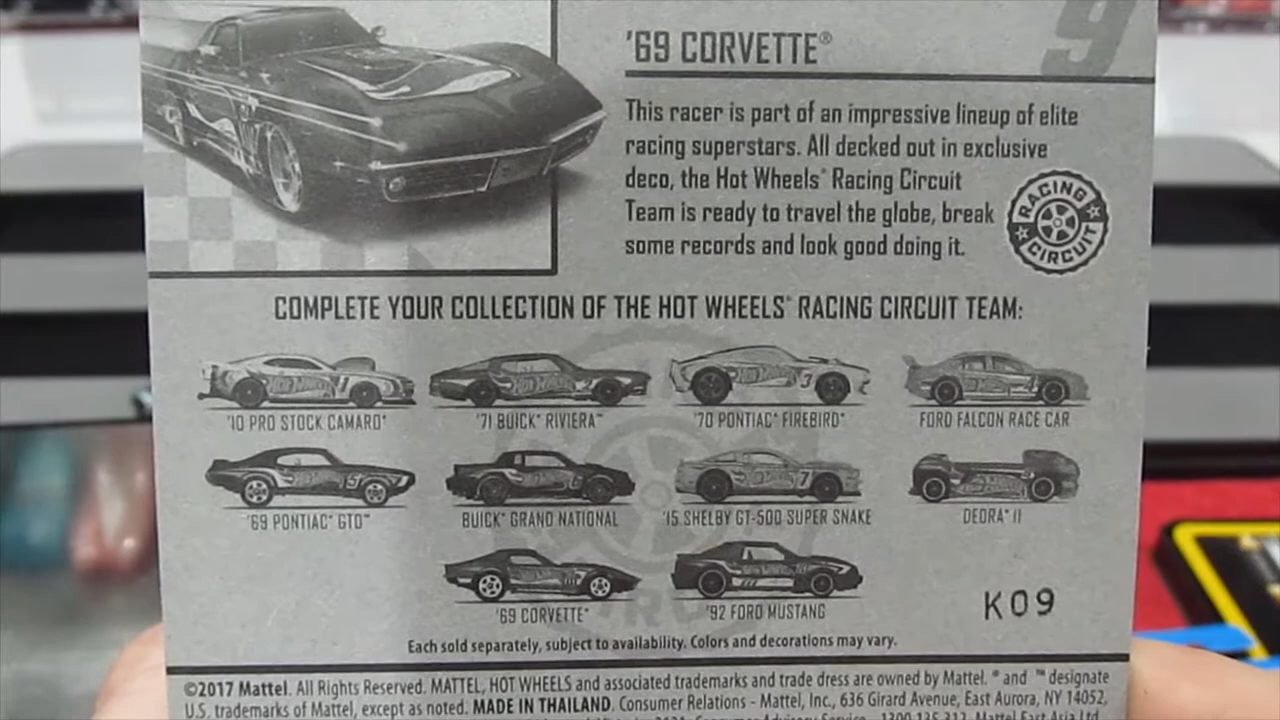 9
'69 CORVETTE®
This racer is part of an impressive lineup of elite
racing superstars. All decked out in exclusive
deco, the Hot Wheels® Racing Circuit
Team is ready to travel the globe, break
some records and look good doing it.
RACING
CIRCUIT
COMPLETE YOUR COLLECTION OF THE HOT WHEELS® RACING CIRCUIT TEAM:
'10 PRO STOCK CAMARO®
'71 BUICK® RIVIERA™
'70 PONTIAC® FIREBIRD®
FORD FALCON RACE CAR
'69 PONTIAC® GTO™
BUICK® GRAND NATIONAL
'15 SHELBY GT-500 SUPER SNAKE
DEORA II
'69 CORVETTE®
'92 FORD MUSTANG
K09
Each sold separately, subject to availability. Colors and decorations may vary.
©2017 Mattel. All Rights Reserved. MATTEL, HOT WHEELS and associated trademarks and trade dress are owned by Mattel. ® and ™ designate
U.S. trademarks of Mattel, except as noted. MADE IN THAILAND. Consumer Relations - Mattel, Inc., 636 Girard Avenue, East Aurora, NY 14052,